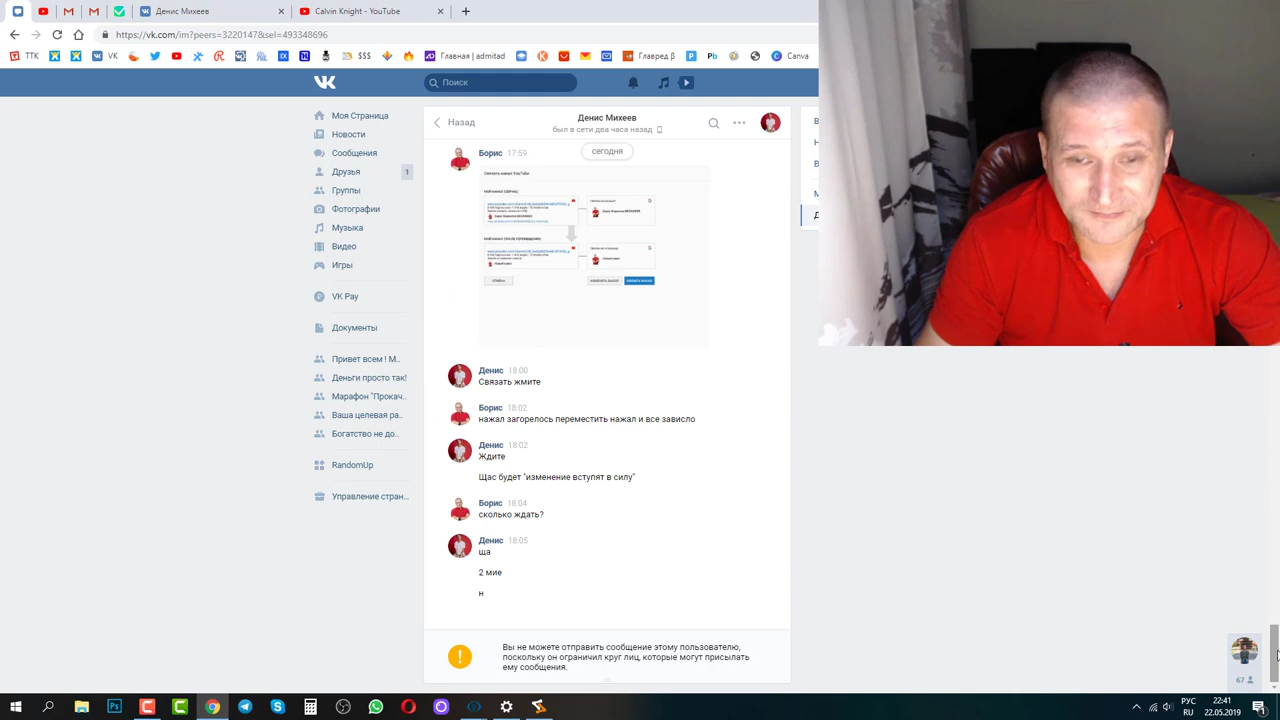 Денис Михеев
Calvin Knight - YouTube
https://vk.com/im?peers=3220147&sel=493348696
ТТК
VK
$$$
Главная | admitad
Главред β
Canva
Поиск
Моя Страница
Новости
Сообщения
Друзья
1
Группы
Фотографии
Музыка
Видео
Игры
VK Pay
Документы
Привет всем ! М..
Деньги просто так!
Марафон "Прокач..
Ваша целевая ра..
Богатство не до..
RandomUp
Управление стран...
Назад
Денис Михеев
был в сети два часа назад
Борис 17:59
сегодня
Связать канал YouTube
Денис 18:00
Связать жмите
Борис 18:02
нажал загорелось переместить нажал и все зависло
Денис 18:02
Ждите
Щас будет "изменение вступят в силу"
Борис 18:04
сколько ждать?
Денис 18:05
ща
2 мие
н
Вы не можете отправить сообщение этому пользователю,
поскольку он ограничил круг лиц, которые могут присылать
ему сообщения.
67
РУС
RU
22:41
22.05.2019